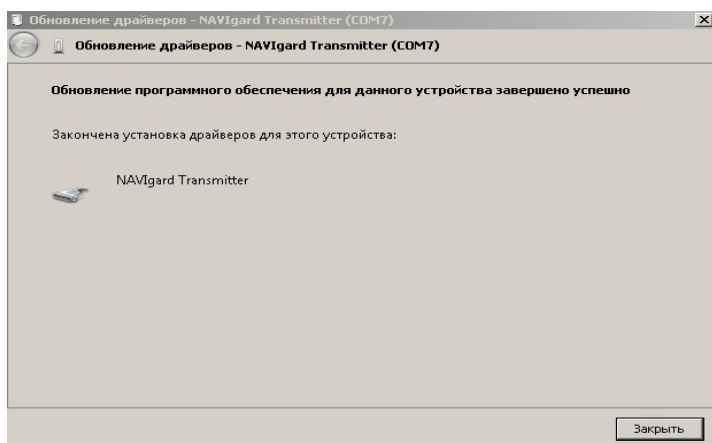 Обновление драйверов - NAVIgard Transmitter (COM7)
Обновление драйверов - NAVIgard Transmitter (COM7)
Обновление программного обеспечения для данного устройства завершено успешно
Закончена установка драйверов для этого устройства:
NAVIgard Transmitter
Закрыть